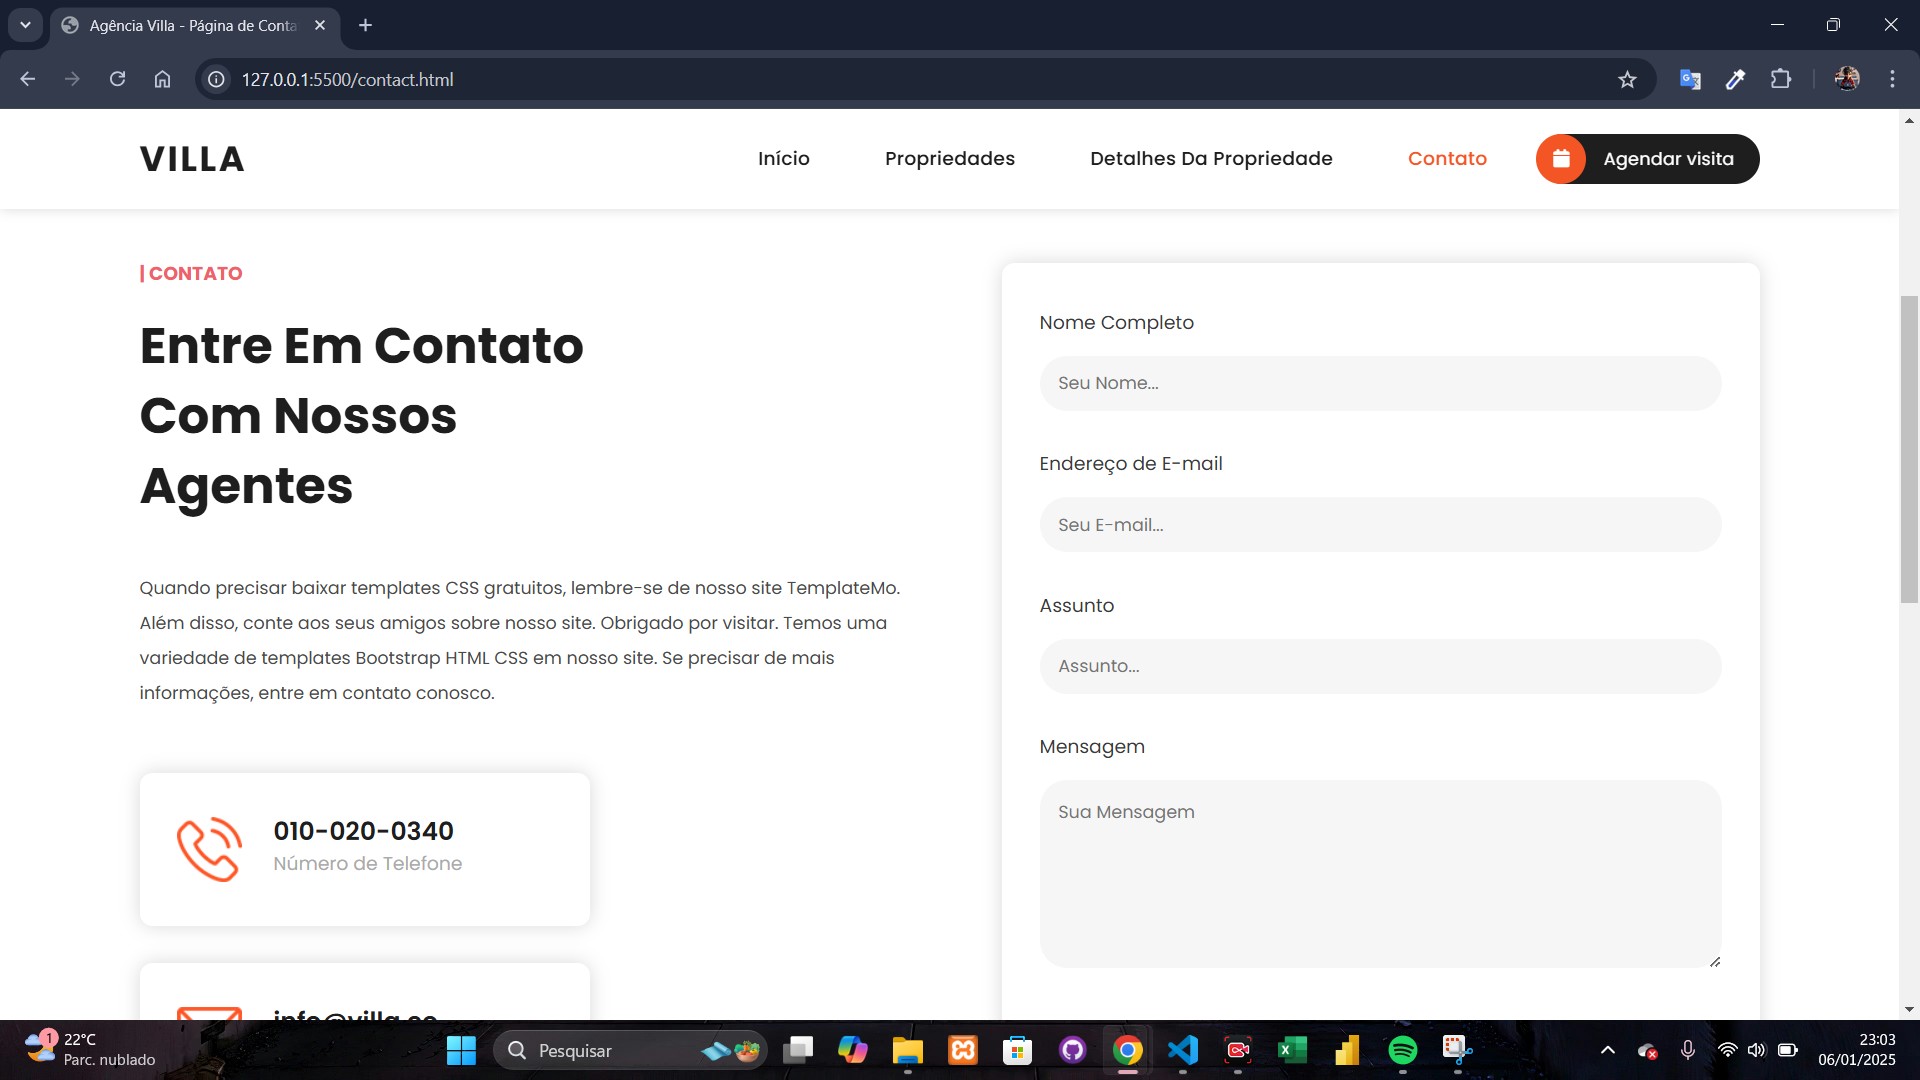 Agência Villa - Página de Conta
127.0.0.1:5500/contact.html
VILLA
Início
Propriedades
Detalhes Da Propriedade
Contato
Agendar visita
| CONTATO
Entre Em Contato
Com Nossos
Agentes
Quando precisar baixar templates CSS gratuitos, lembre-se de nosso site TemplateMo.
Além disso, conte aos seus amigos sobre nosso site. Obrigado por visitar. Temos uma
variedade de templates Bootstrap HTML CSS em nosso site. Se precisar de mais
informações, entre em contato conosco.
010-020-0340
Número de Telefone
info@villa.co
Nome Completo
Seu Nome...
Endereço de E-mail
Seu E-mail...
Assunto
Assunto...
Mensagem
Sua Mensagem
1
22°C
Parc. nublado
Pesquisar
23:03
06/01/2025